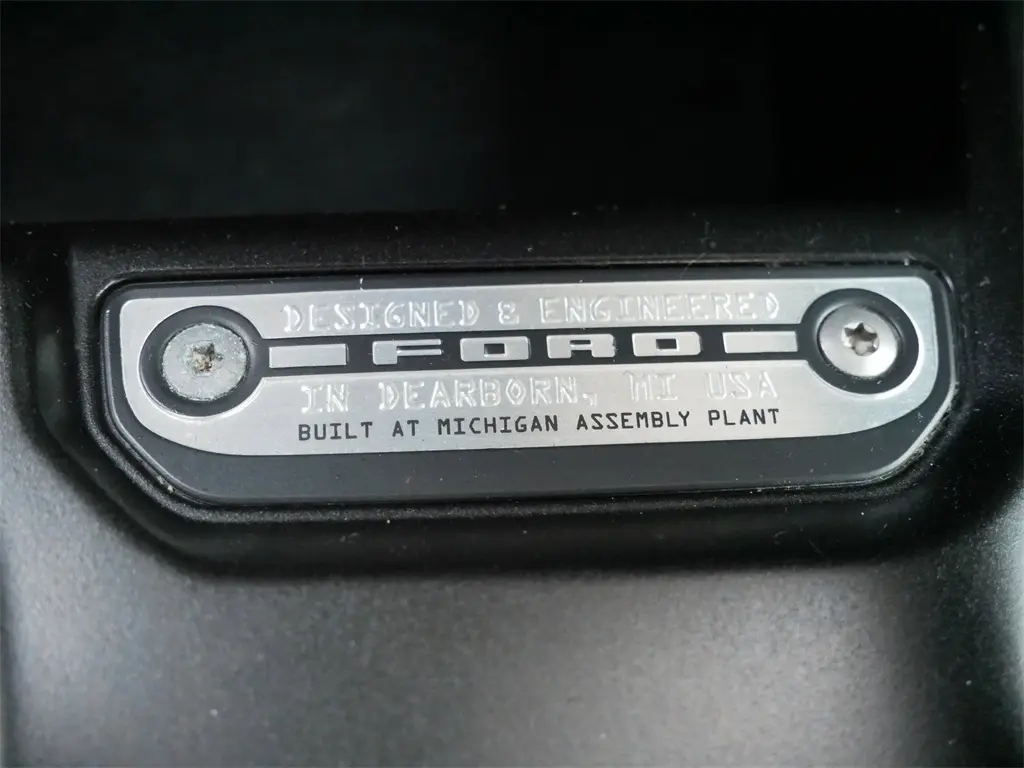 DESIGNED & ENGINEERED
FORD
IN DEARBORN, MI USA
BUILT AT MICHIGAN ASSEMBLY PLANT